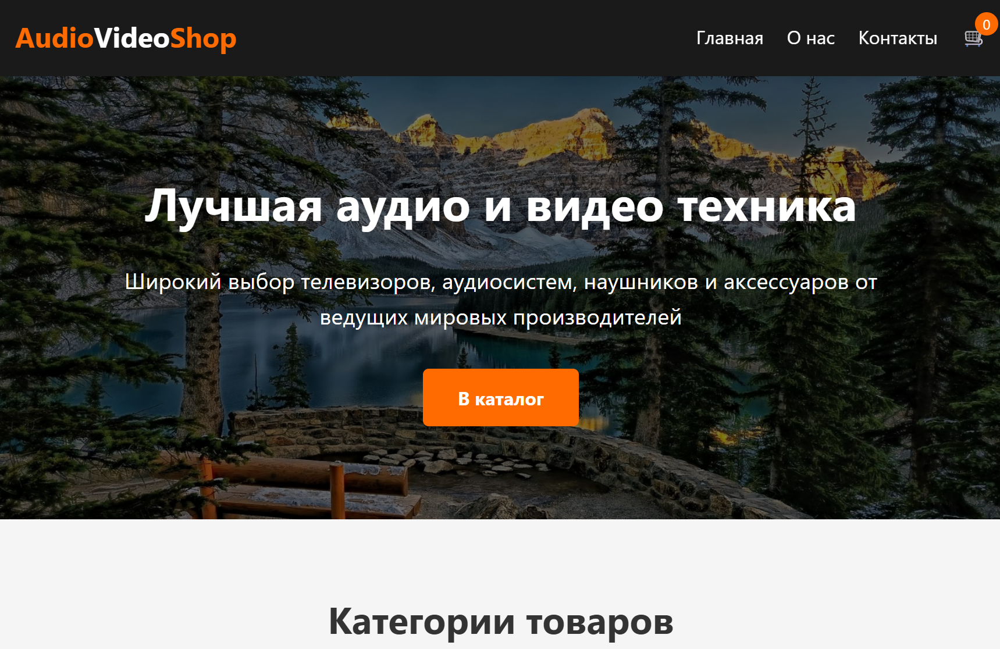 AudioVideoShop
Главная О нас Контакты 0
Лучшая аудио и видео техника
Широкий выбор телевизоров, аудиосистем, наушников и аксессуаров от
ведущих мировых производителей
В каталог
Категории товаров